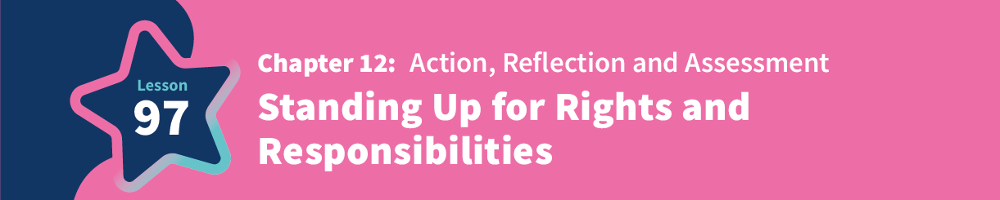 Lesson
97
Chapter 12: Action, Reflection and Assessment
Standing Up for Rights and
Responsibilities